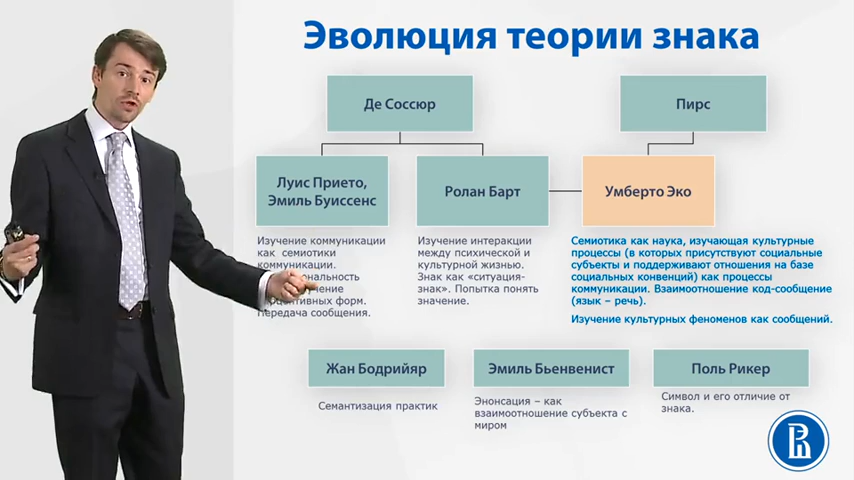 Эволюция теории знака
Де Соссюр
Пирс
Луис Прието,
Эмиль Буиссенс
Ролан Барт
Умберто Эко
Изучение коммуникации
как семиотики
коммуникации.
форм.
Передача сообщения.
Изучение интеракции
между психической и
культурной жизнью.
Знак как «ситуация-
знак». Попытка понять
значение.
Семиотика как наука, изучающая культурные
процессы (в которых присутствуют социальные
субъекты и поддерживают отношения на базе
социальных конвенций) как процессы
коммуникации. Взаимоотношение код-сообщение
(язык – речь).
Изучение культурных феноменов как сообщений.
Жан Бодрийяр
Эмиль Бьенвенист
Поль Рикер
Семантизация практик
Энонсация – как
взаимоотношение субъекта с
миром
Символ и его отличие от
знака.